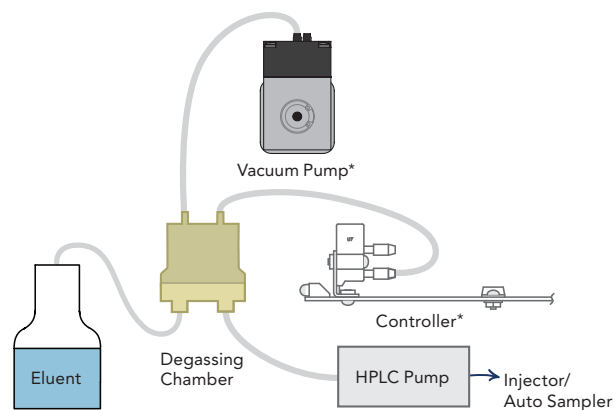 Vacuum Pump*
Controller*
Degassing
Chamber
Eluent
HPLC Pump
Injector/
Auto Sampler